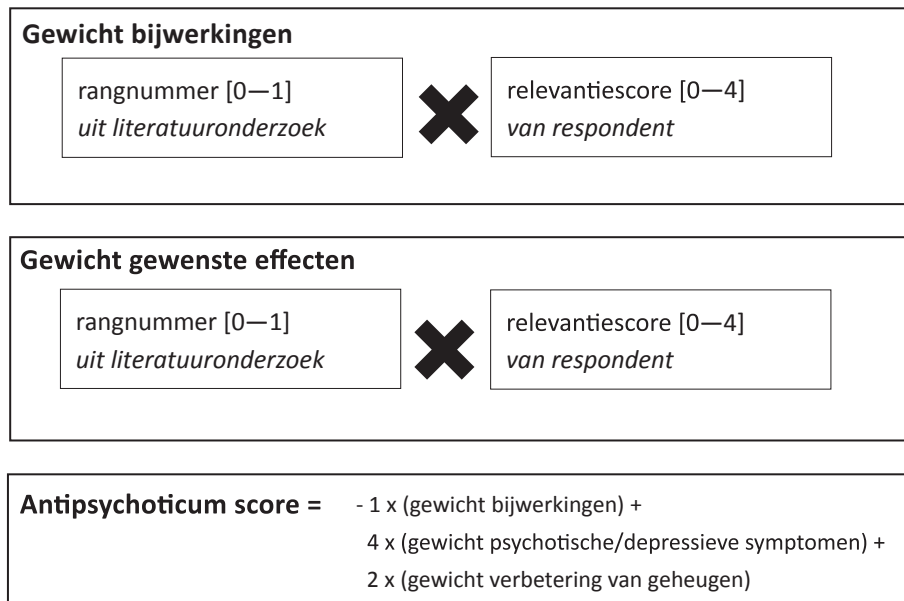 Gewicht bijwerkingen
rangnummer [0—1]
uit literatuuronderzoek
relevantiescore [0—4]
van respondent
Gewicht gewenste effecten
rangnummer [0—1]
uit literatuuronderzoek
relevantiescore [0—4]
van respondent
Antipsychoticum score = - 1 x (gewicht bijwerkingen) +
4 x (gewicht psychotische/depressieve symptomen) +
2 x (gewicht verbetering van geheugen)